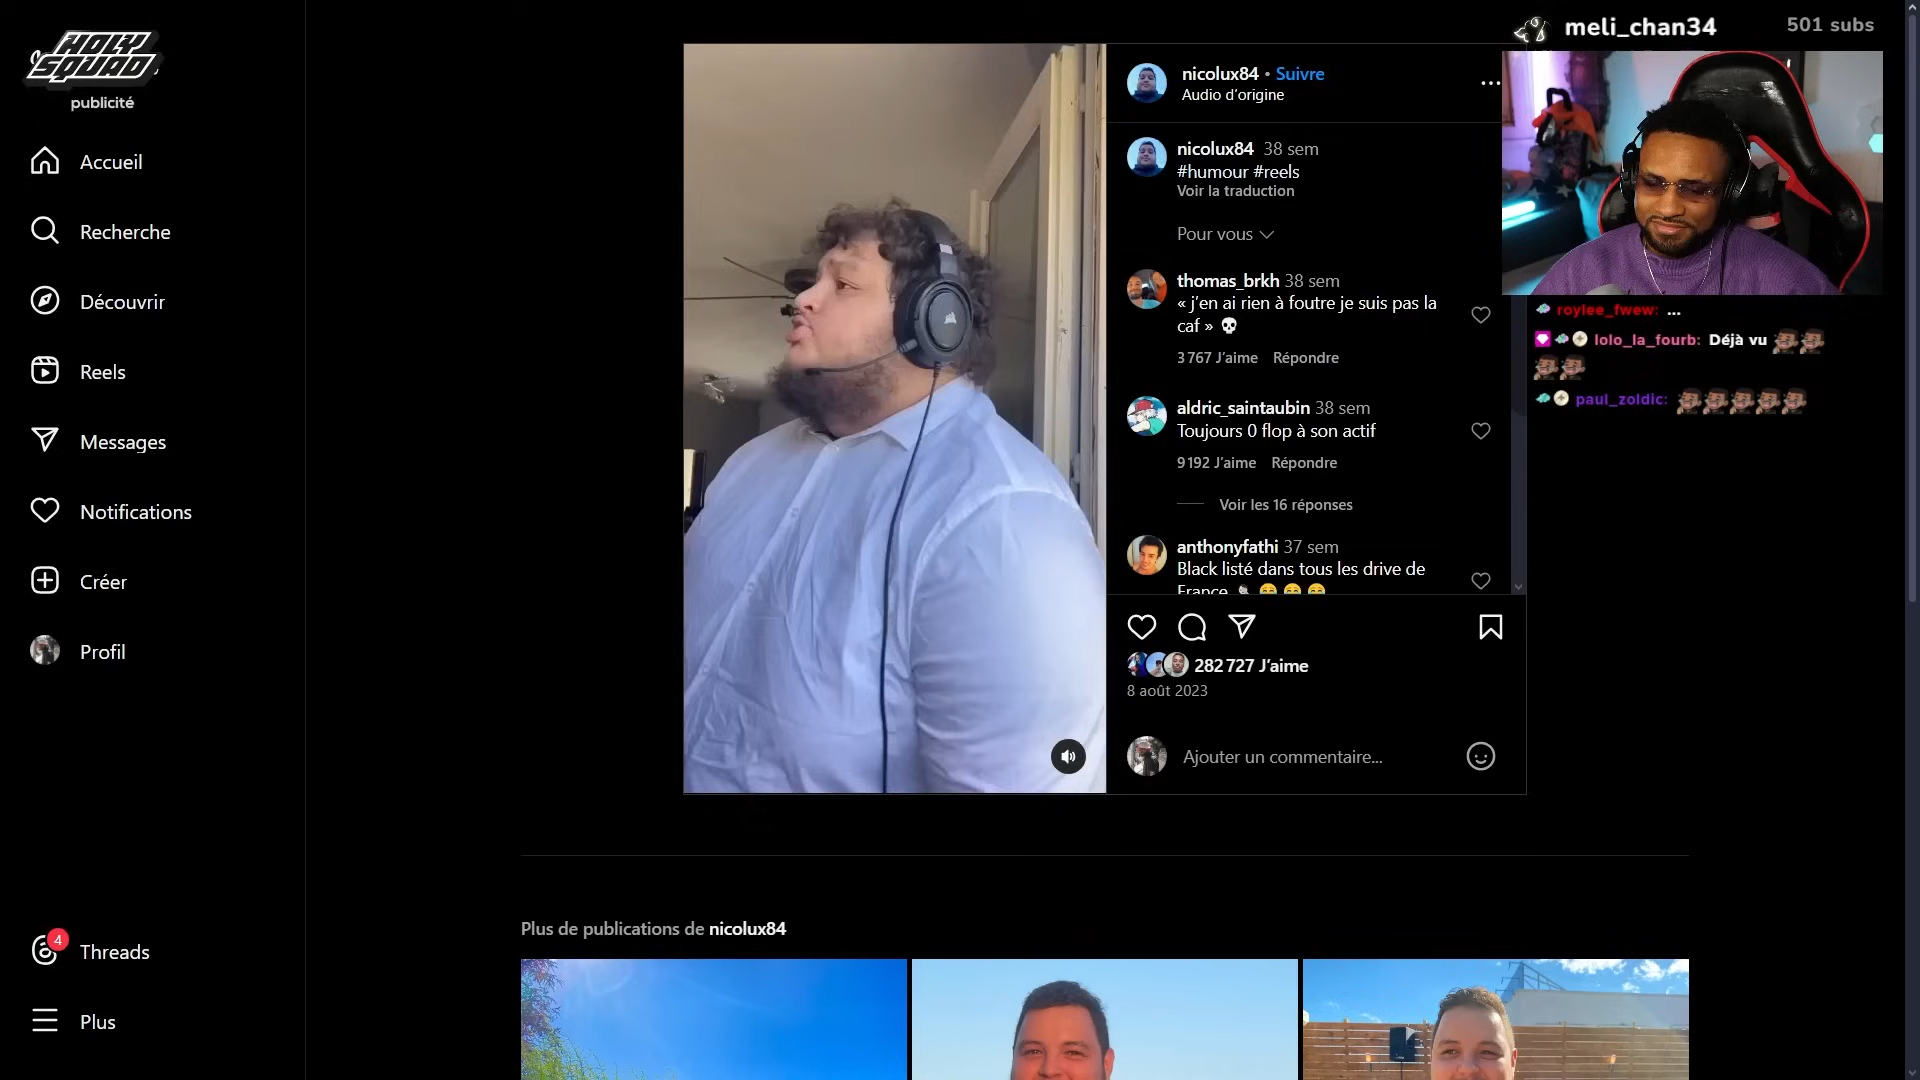 HOLY
SQUAD
publicité
Accueil
Recherche
Découvrir
Reels
Messages
Notifications
Créer
Profil
4
Threads
Plus
nicolux84 • Suivre
Audio d'origine
nicolux84 38 sem
#humour #reels
Voir la traduction
Pour vous
thomas_brkh 38 sem
« j'en ai rien à foutre je suis pas la
caf » 💀
3 767 J'aime Répondre
aldric_saintaubin 38 sem
Toujours 0 flop à son actif
9 192 J'aime Répondre
Voir les 16 réponses
anthonyfathi 37 sem
Black listé dans tous les drive de
France
282 727 J'aime
8 août 2023
Ajouter un commentaire...
meli_chan34 501 subs
roylee_fwew: ...
lolo_la_fourb: Déjà vu
paul_zoldic:
Plus de publications de nicolux84